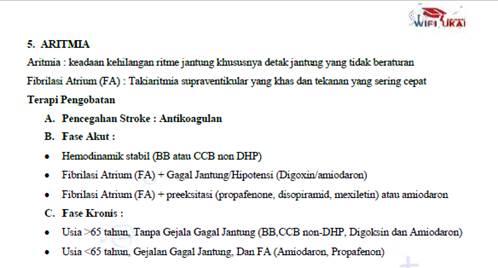 WIFI UKAI
5. ARITMIA
Aritmia : keadaan kehilangan ritme jantung khususnya detak jantung yang tidak beraturan
Fibrilasi Atrium (FA) : Takiaritmia supraventikular yang khas dan tekanan yang sering cepat
Terapi Pengobatan
A. Pencegahan Stroke : Antikoagulan
B. Fase Akut :
• Hemodinamik stabil (BB atau CCB non DHP)
• Fibrilasi Atrium (FA) + Gagal Jantung/Hipotensi (Digoxin/amiodaron)
• Fibrilasi Atrium (FA) + preeksitasi (propafenone, disopiramid, mexiletin) atau amiodaron
C. Fase Kronis :
• Usia >65 tahun, Tanpa Gejala Gagal Jantung (BB,CCB non-DHP, Digoksin dan Amiodaron)
• Usia <65 tahun, Gejalan Gagal Jantung, Dan FA (Amiodaron, Propafenon)